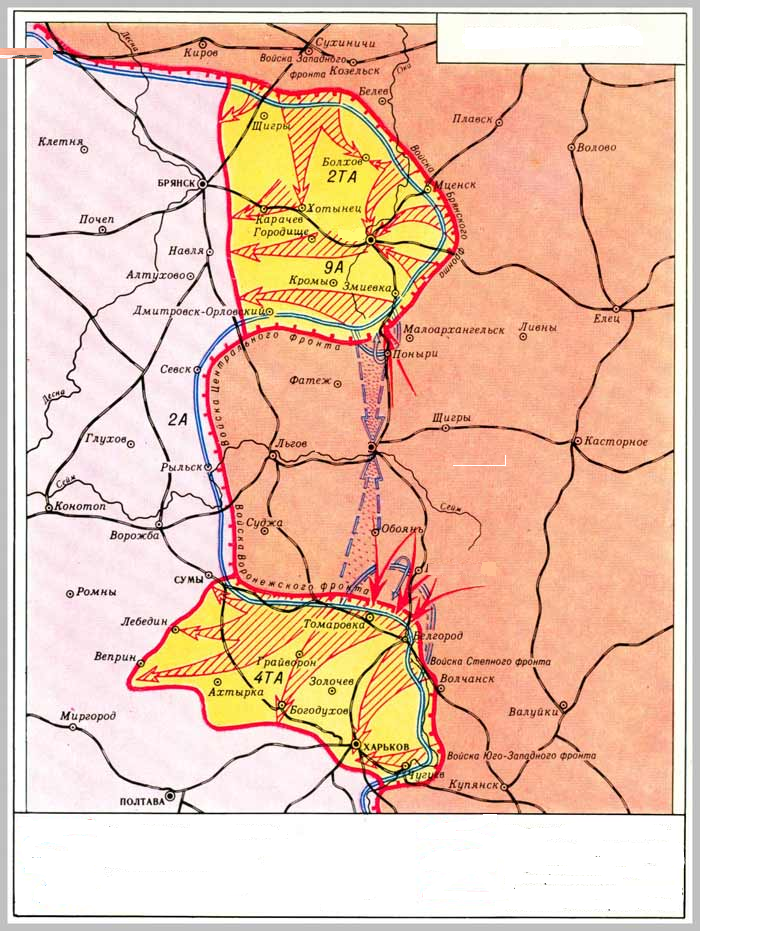 Десна
Киров
Сухиничи
Войска Западного
фронта
Козельск
Ока
Белев
Щигры
Плавск
Клетня
Волово
Болхов
2ТА
Войска Брянского фронта
БРЯНСК
Мценск
Хотынец
Карачев
Почеп
Городище
Навля
9А
Алтухово
Кромы
Змиевка
Дмитровск-Орловский
Елец
Малоархангельск
Ливны
Войска Центрального фронта
Поныри
Севск
Фатеж
Десна
2А
Щигры
Глухов
Льгов
Касторное
Рыльск
Сейм
Сейм
Конотоп
Суджа
Обоянь
Ворожба
Войска Воронежского фронта
СУМЫ
Ромны
Лебедин
Томаровка
Белгород
Веприн
Грайворон
Войска Степного фронта
4ТА
Золочев
Волчанск
Ахтырка
Богодухов
Валуйки
Миргород
ХАРЬКОВ
Войска Юго-Западного фронта
Чугуев
Купянск
ПОЛТАВА